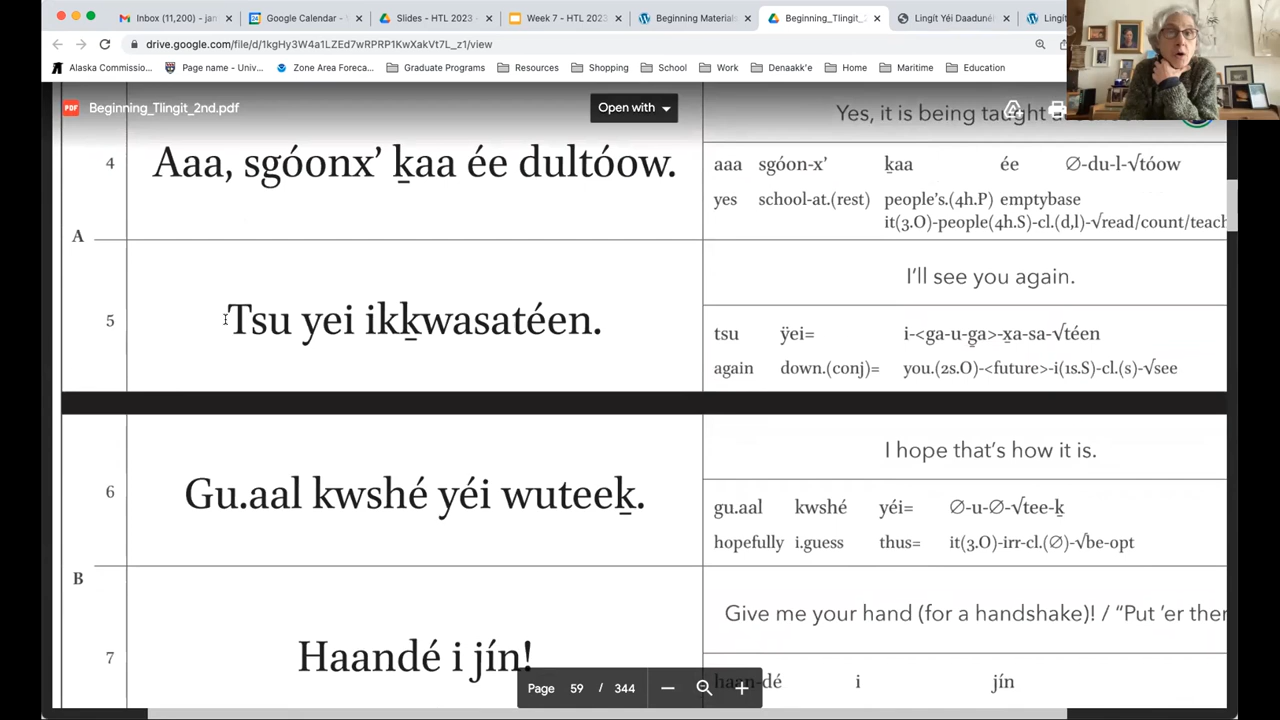 Inbox (11,200) - jan
Google Calendar -
Slides - HTL 2023
Week 7 - HTL 2023
Beginning Materials
Beginning_Tlingit_2nd.
Lingít Yéi Daaduné
Lingít
drive.google.com/file/d/1kgHy3W4a1LZEd7wRPRP1KwXakVt7L_z1/view
Alaska Commissio...
Page name - Univ...
Zone Area Foreca...
Graduate Programs
Resources
Shopping
School
Work
Denaakk'e
Home
Maritime
Education
PDF
Beginning_Tlingit_2nd.pdf
Open with
Yes, it is being taught a
4
Aaa, sgóonx’ ḵaa ée dultóow.
aaa sgóon-x’ ḵaa ée ∅-du-l-√tóow
yes school-at.(rest) people’s.(4h.P) emptybase
it(3.O)-people(4h.S)-cl.(d,l)-√read/count/teach
A
I’ll see you again.
5
Tsu yei ikḵwasatéen.
tsu ÿei= i-<ga-u-g̱a>-x̱a-sa-√téen
again down.(conj)= you.(2s.O)-<future>-i(1s.S)-cl.(s)-√see
I hope that’s how it is.
6
Gu.aal kwshé yéi wuteeḵ.
gu.aal kwshé yéi= ∅-u-∅-√tee-ḵ
hopefully i.guess thus= it(3.O)-irr-cl.(∅)-√be-opt
B
Give me your hand (for a handshake)! / “Put ’er ther
7
Haandé i jín!
haan-dé i jín
Page 59 / 344